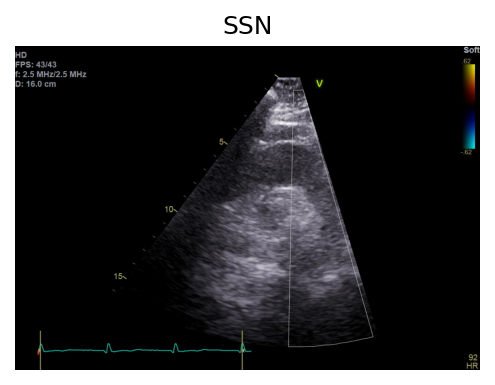 SSN
HD
FPS: 43/43
f: 2.5 MHz/2.5 MHz
D: 16.0 cm
Soft
.62
-.62
V
5
10
15
92
HR